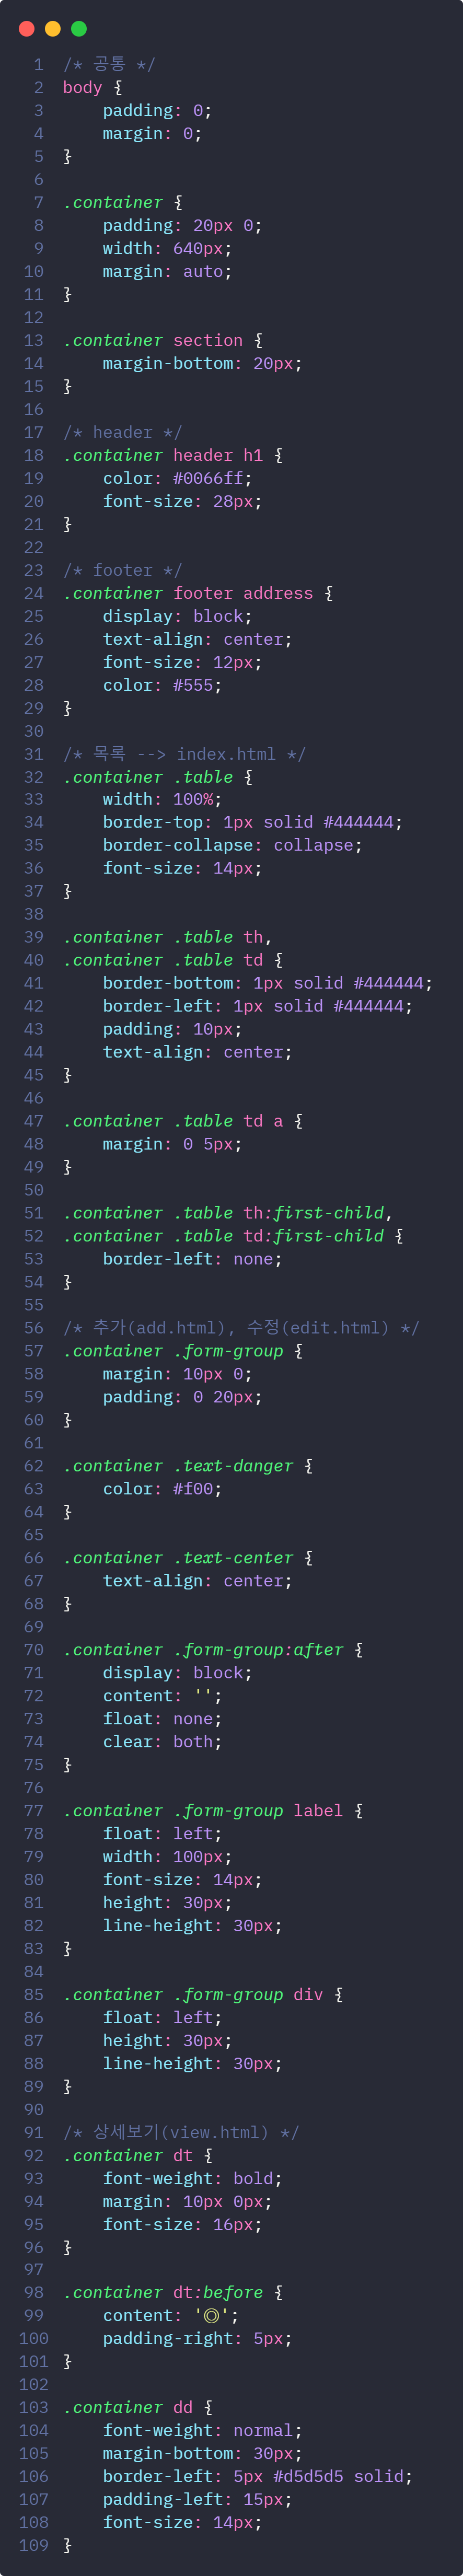 1 /* 공통 */
2 body {
3     padding: 0;
4     margin: 0;
5 }
6
7 .container {
8     padding: 20px 0;
9     width: 640px;
10     margin: auto;
11 }
12
13 .container section {
14     margin-bottom: 20px;
15 }
16
17 /* header */
18 .container header h1 {
19     color: #0066ff;
20     font-size: 28px;
21 }
22
23 /* footer */
24 .container footer address {
25     display: block;
26     text-align: center;
27     font-size: 12px;
28     color: #555;
29 }
30
31 /* 목록 --> index.html */
32 .container .table {
33     width: 100%;
34     border-top: 1px solid #444444;
35     border-collapse: collapse;
36     font-size: 14px;
37 }
38
39 .container .table th,
40 .container .table td {
41     border-bottom: 1px solid #444444;
42     border-left: 1px solid #444444;
43     padding: 10px;
44     text-align: center;
45 }
46
47 .container .table td a {
48     margin: 0 5px;
49 }
50
51 .container .table th:first-child,
52 .container .table td:first-child {
53     border-left: none;
54 }
55
56 /* 추가(add.html), 수정(edit.html) */
57 .container .form-group {
58     margin: 10px 0;
59     padding: 0 20px;
60 }
61
62 .container .text-danger {
63     color: #f00;
64 }
65
66 .container .text-center {
67     text-align: center;
68 }
69
70 .container .form-group:after {
71     display: block;
72     content: '';
73     float: none;
74     clear: both;
75 }
76
77 .container .form-group label {
78     float: left;
79     width: 100px;
80     font-size: 14px;
81     height: 30px;
82     line-height: 30px;
83 }
84
85 .container .form-group div {
86     float: left;
87     height: 30px;
88     line-height: 30px;
89 }
90
91 /* 상세보기(view.html) */
92 .container dt {
93     font-weight: bold;
94     margin: 10px 0px;
95     font-size: 16px;
96 }
97
98 .container dt:before {
99     content: '◎';
100     padding-right: 5px;
101 }
102
103 .container dd {
104     font-weight: normal;
105     margin-bottom: 30px;
106     border-left: 5px #d5d5d5 solid;
107     padding-left: 15px;
108     font-size: 14px;
109 }